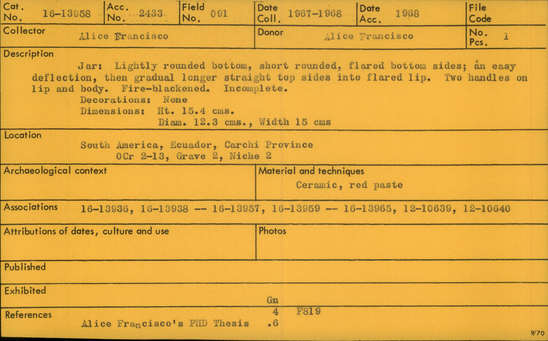 Cat. No. 16-13958 Acc. No. 2433 Field No. 091 Date Coll. 1967-1968 Date Acc. 1968 File Code
Collector Alice Francisco Donor Alice Francisco No. Pcs. 1
Description
Jar: Lightly rounded bottom, short rounded, flared bottom sides; an easy
deflection, then gradual longer straight top sides into flared lip. Two handles on
lip and body. Fire-blackened. Incomplete.
Decorations: None
Dimensions: Ht. 15.4 cms.
Diam. 12.3 cms., Width 15 cms
Location
South America, Ecuador, Carchi Province
OCr 2-13, Grave 2, Niche 2
Archaeological context Material and techniques
Ceramic, red paste
Associations 16-13936, 16-13938 -- 16-13957, 16-13959 -- 16-13965, 12-10639, 12-10640
Attributions of dates, culture and use Photos
Published
Exhibited
Gn
References 4 F819
Alice Francisco's PHD Thesis .6
9/70